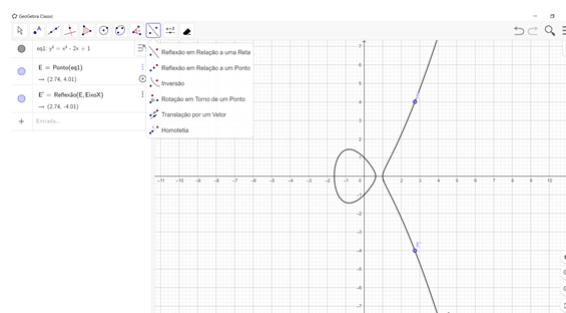 GeoGebra Classic
eq1: y² = x³ - 2x + 1
E = Ponto(eq1)
→ (2.74, 4.01)
E' = Reflexão(E, EixoX)
→ (2.74, -4.01)
Entrada...
Reflexão em Relação a uma Reta
Reflexão em Relação a um Ponto
Inversão
Rotação em Torno de um Ponto
Translação por um Vetor
Homotetia
7
6
5
4
3
2
1
-11 -10 -9 -8 -7 -6 -5 -4 -3 -2 -1 0 1 2 3 4 5 6 7 8 9 10
-1
-2
-3
E'
-4
-5
-6
-7